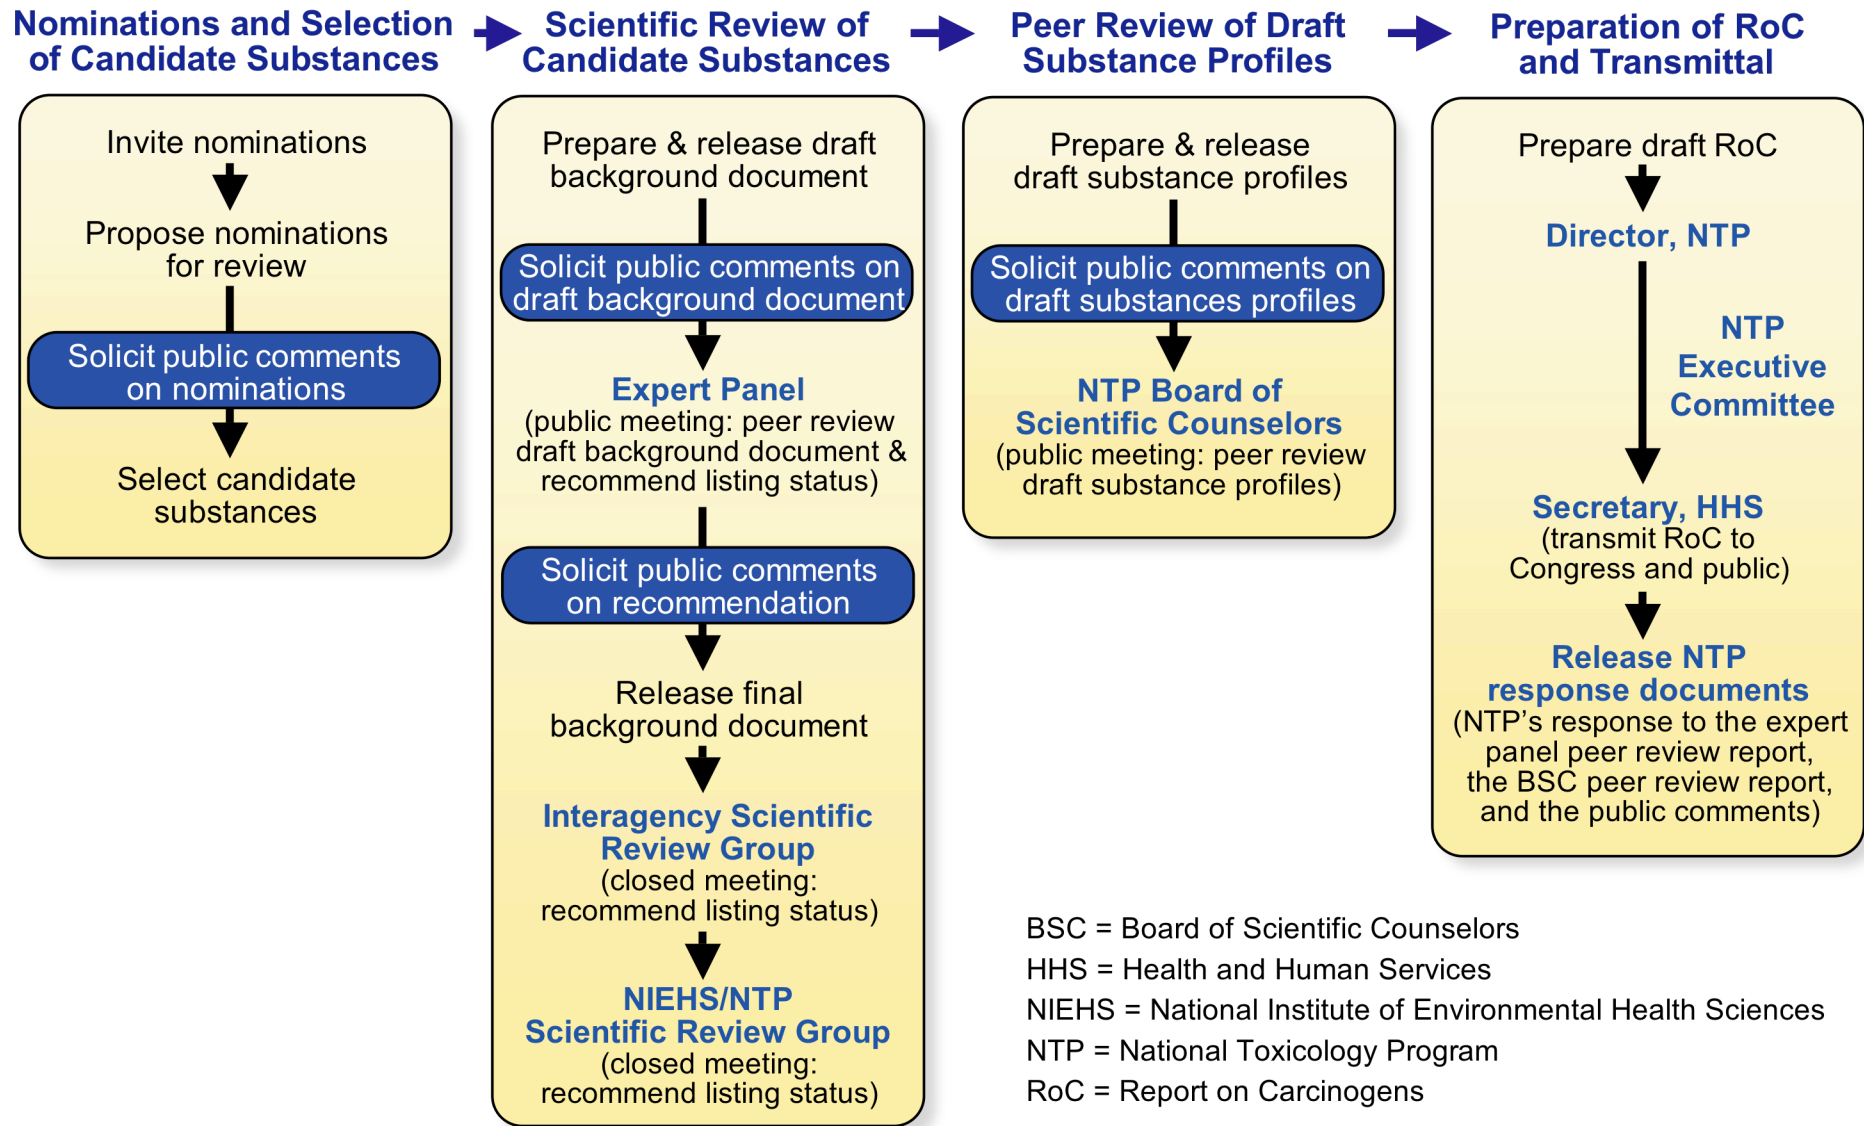 Nominations and Selection
of Candidate Substances
Invite nominations
Propose nominations
for review
Solicit public comments
on nominations
Select candidate
substances
Scientific Review of
Candidate Substances
Prepare & release draft
background document
Solicit public comments on
draft background document
Expert Panel
(public meeting: peer review
draft background document &
recommend listing status)
Solicit public comments
on recommendation
Release final
background document
Interagency Scientific
Review Group
(closed meeting:
recommend listing status)
NIEHS/NTP
Scientific Review Group
(closed meeting:
recommend listing status)
Peer Review of Draft
Substance Profiles
Prepare & release
draft substance profiles
Solicit public comments on
draft substances profiles
NTP Board of
Scientific Counselors
(public meeting: peer review
draft substance profiles)
Preparation of RoC
and Transmittal
Prepare draft RoC
Director, NTP
NTP
Executive
Committee
Secretary, HHS
(transmit RoC to
Congress and public)
Release NTP
response documents
(NTP’s response to the expert
panel peer review report,
the BSC peer review report,
and the public comments)
BSC = Board of Scientific Counselors
HHS = Health and Human Services
NIEHS = National Institute of Environmental Health Sciences
NTP = National Toxicology Program
RoC = Report on Carcinogens